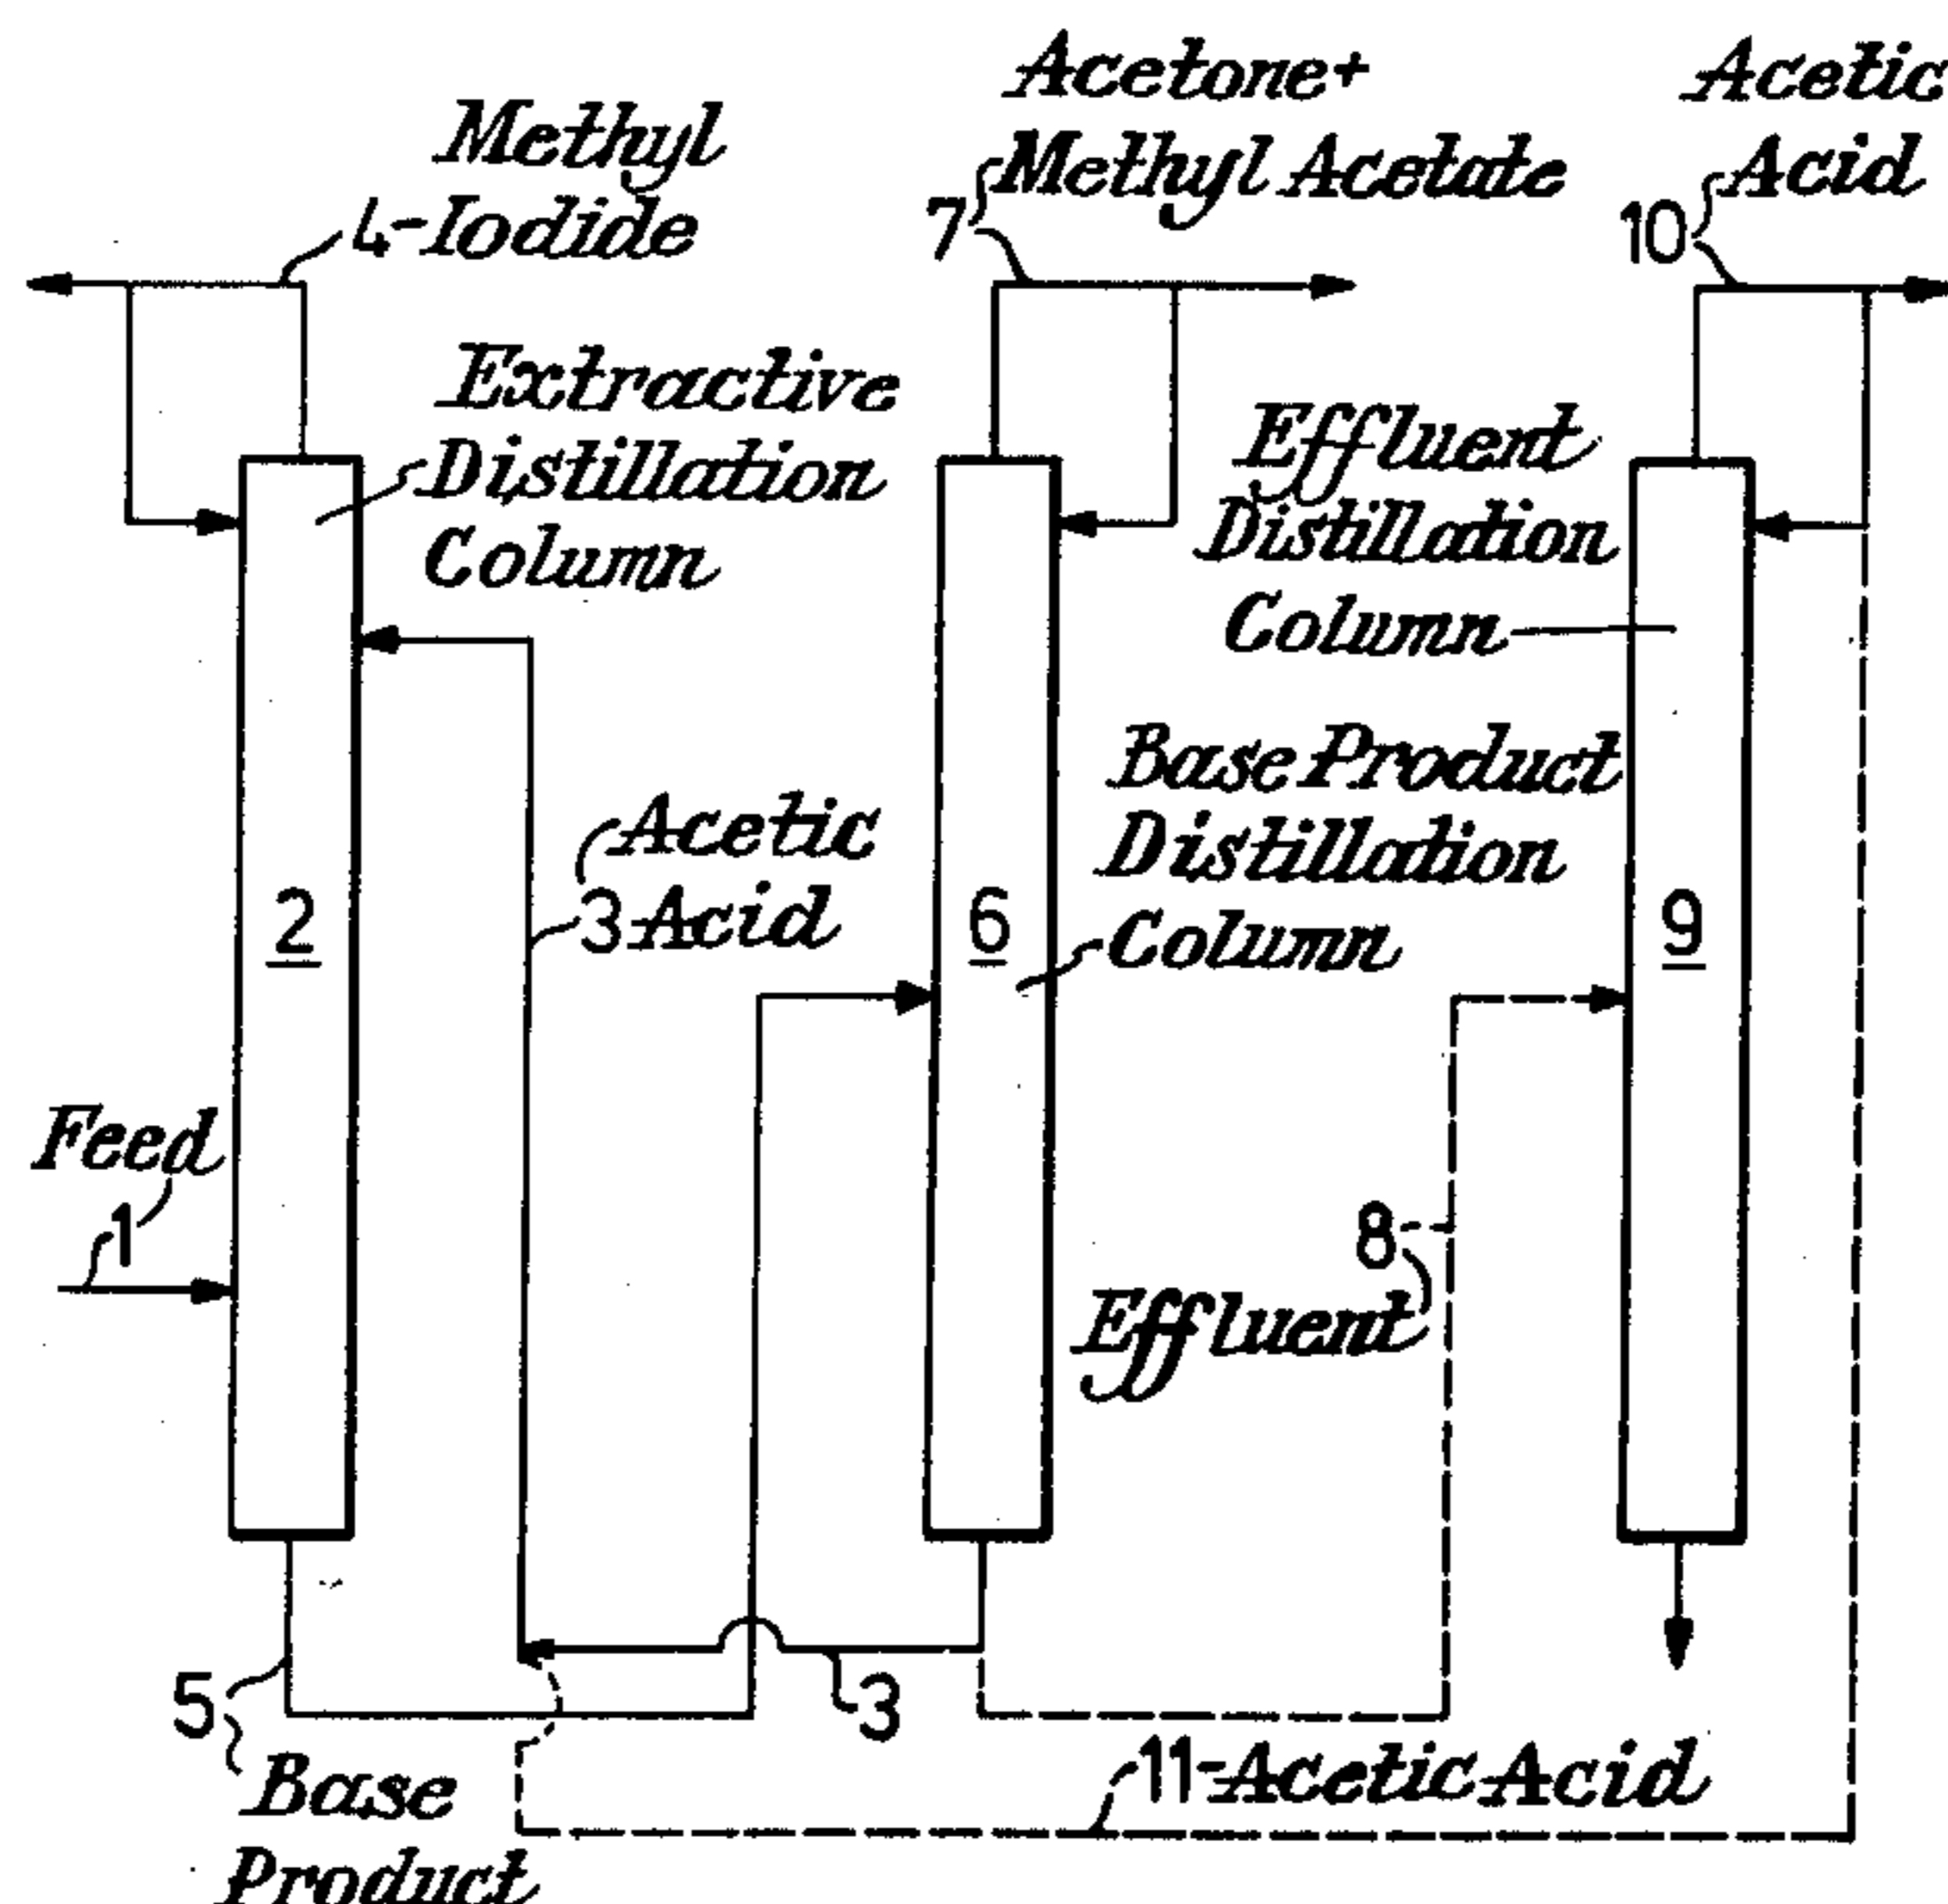 Methyl
4-Iodide
Acetone+
7 Methyl Acetate
Acetic
10 Acid
Extractive
Distillation
Column
Effluent
Distillation
Column
Base Product
Distillation
Column
Acetic
3 Acid
2
6
9
Feed
1
8
Effluent
5
Base
Product
3
11-Acetic Acid